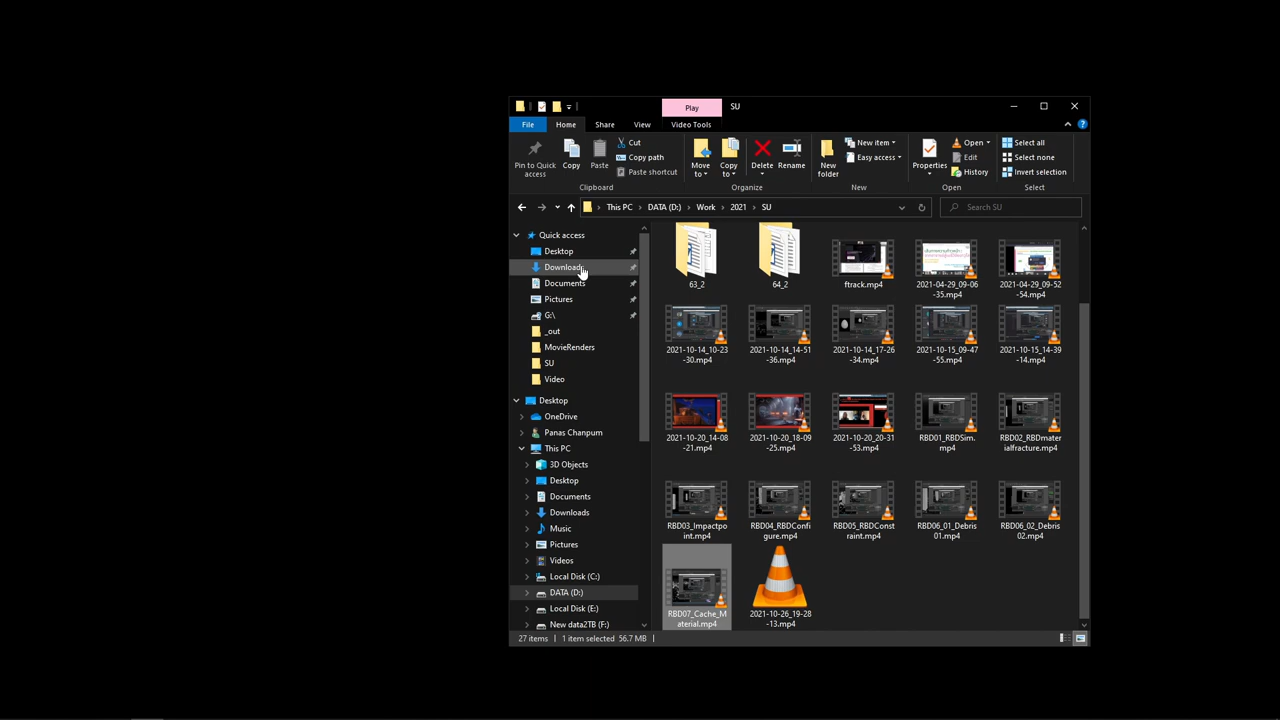 Play
SU
File
Home
Share
View
Video Tools
Pin to Quick
access
Copy
Paste
Cut
Copy path
Paste shortcut
Move
to
Copy
to
Delete
Rename
New
folder
New item
Easy access
Properties
Open
Edit
History
Select all
Select none
Invert selection
Clipboard
Organize
New
Open
Select
This PC
DATA (D:)
Work
2021
SU
Search SU
Quick access
Desktop
Downloads
Documents
Pictures
G:\
_out
MovieRenders
SU
Video
Desktop
OneDrive
Panas Chanpum
This PC
3D Objects
Desktop
Documents
Downloads
Music
Pictures
Videos
Local Disk (C:)
DATA (D:)
Local Disk (E:)
New data2TB (F:)
63_2
64_2
ftrack.mp4
2021-04-29_09-06
-35.mp4
2021-04-29_09-52
-54.mp4
2021-10-14_10-23
-30.mp4
2021-10-14_14-51
-36.mp4
2021-10-14_17-26
-34.mp4
2021-10-15_09-47
-55.mp4
2021-10-15_14-39
-14.mp4
2021-10-20_14-08
-21.mp4
2021-10-20_18-09
-25.mp4
2021-10-20_20-31
-53.mp4
RBD01_RBDSim.
mp4
RBD02_RBDmater
ialfracture.mp4
RBD03_Impactpo
int.mp4
RBD04_RBDConfi
gure.mp4
RBD05_RBDConst
raint.mp4
RBD06_01_Debris
01.mp4
RBD06_02_Debris
02.mp4
RBD07_Cache_M
aterial.mp4
2021-10-26_19-28
-13.mp4
27 items
1 item selected 56.7 MB